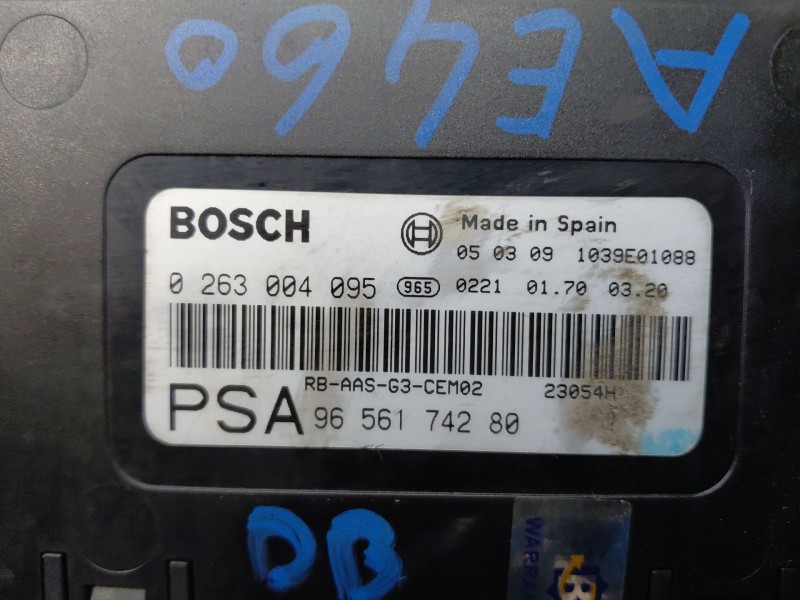 AE460
BOSCH
Made in Spain
05 03 09 1039E01088
0 263 004 095 965 0221 01.70 03.20
RB-AAS-G3-CEM02 23054H
PSA 96 561 742 80
DB